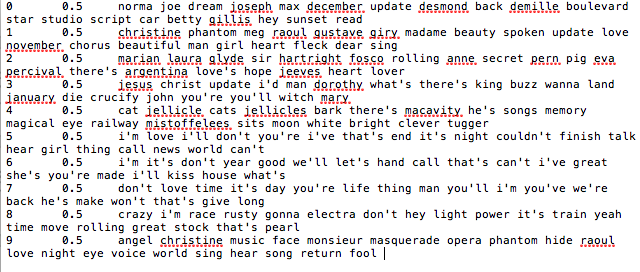 0 0.5 norma joe dream joseph max december update desmond back demille boulevard
star studio script car betty gillis hey sunset read
1 0.5 christine phantom meg raoul gustave giry madame beauty spoken update love
november chorus beautiful man girl heart fleck dear sing
2 0.5 marian laura glyde sir hartright fosco rolling anne secret pern pig eva
percival there's argentina love's hope jeeves heart lover
3 0.5 jesus christ update i'd man dorothy what's there's king buzz wanna land
january die crucify john you're you'll witch mary
4 0.5 cat jellicle cats jellicles bark there's macavity he's songs memory
magical eye railway mistoffelees sits moon white bright clever tugger
5 0.5 i'm love i'll don't you're i've that's end it's night couldn't finish talk
hear girl thing call news world can't
6 0.5 i'm it's don't year good we'll let's hand call that's can't i've great
she's you're made i'll kiss house what's
7 0.5 don't love time it's day you're life thing man you'll i'm you've we're
back he's make won't that's give long
8 0.5 crazy i'm race rusty gonna electra don't hey light power it's train yeah
time move rolling great stock that's pearl
9 0.5 angel christine music face monsieur masquerade opera phantom hide raoul
love night eye voice world sing hear song return fool